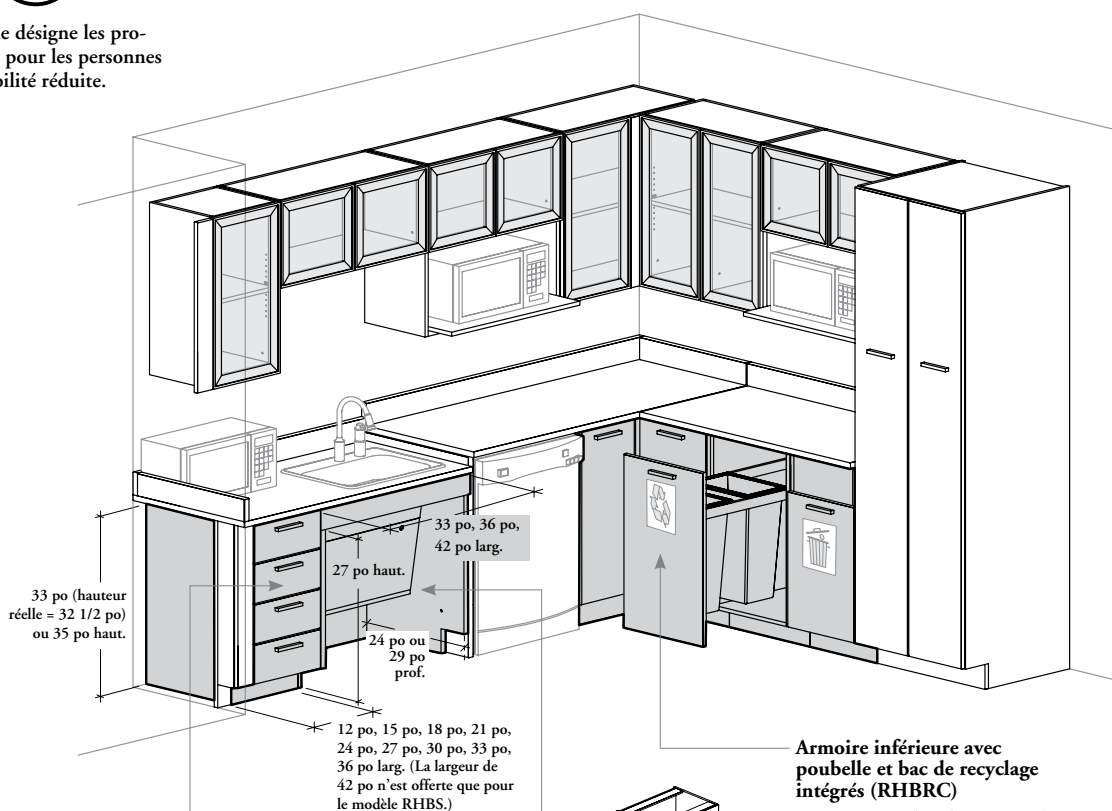 e désigne les pro-
pour les personnes
bilité réduite.
33 po, 36 po,
42 po larg.
27 po haut.
33 po (hauteur
réelle = 32 1/2 po)
ou 35 po haut.
24 po ou
29 po
prof.
12 po, 15 po, 18 po, 21 po,
24 po, 27 po, 30 po, 33 po,
36 po larg. (La largeur de
42 po n’est offerte que pour
le modèle RHBS.)
Armoire inférieure avec
poubelle et bac de recyclage
intégrés (RHBRC)